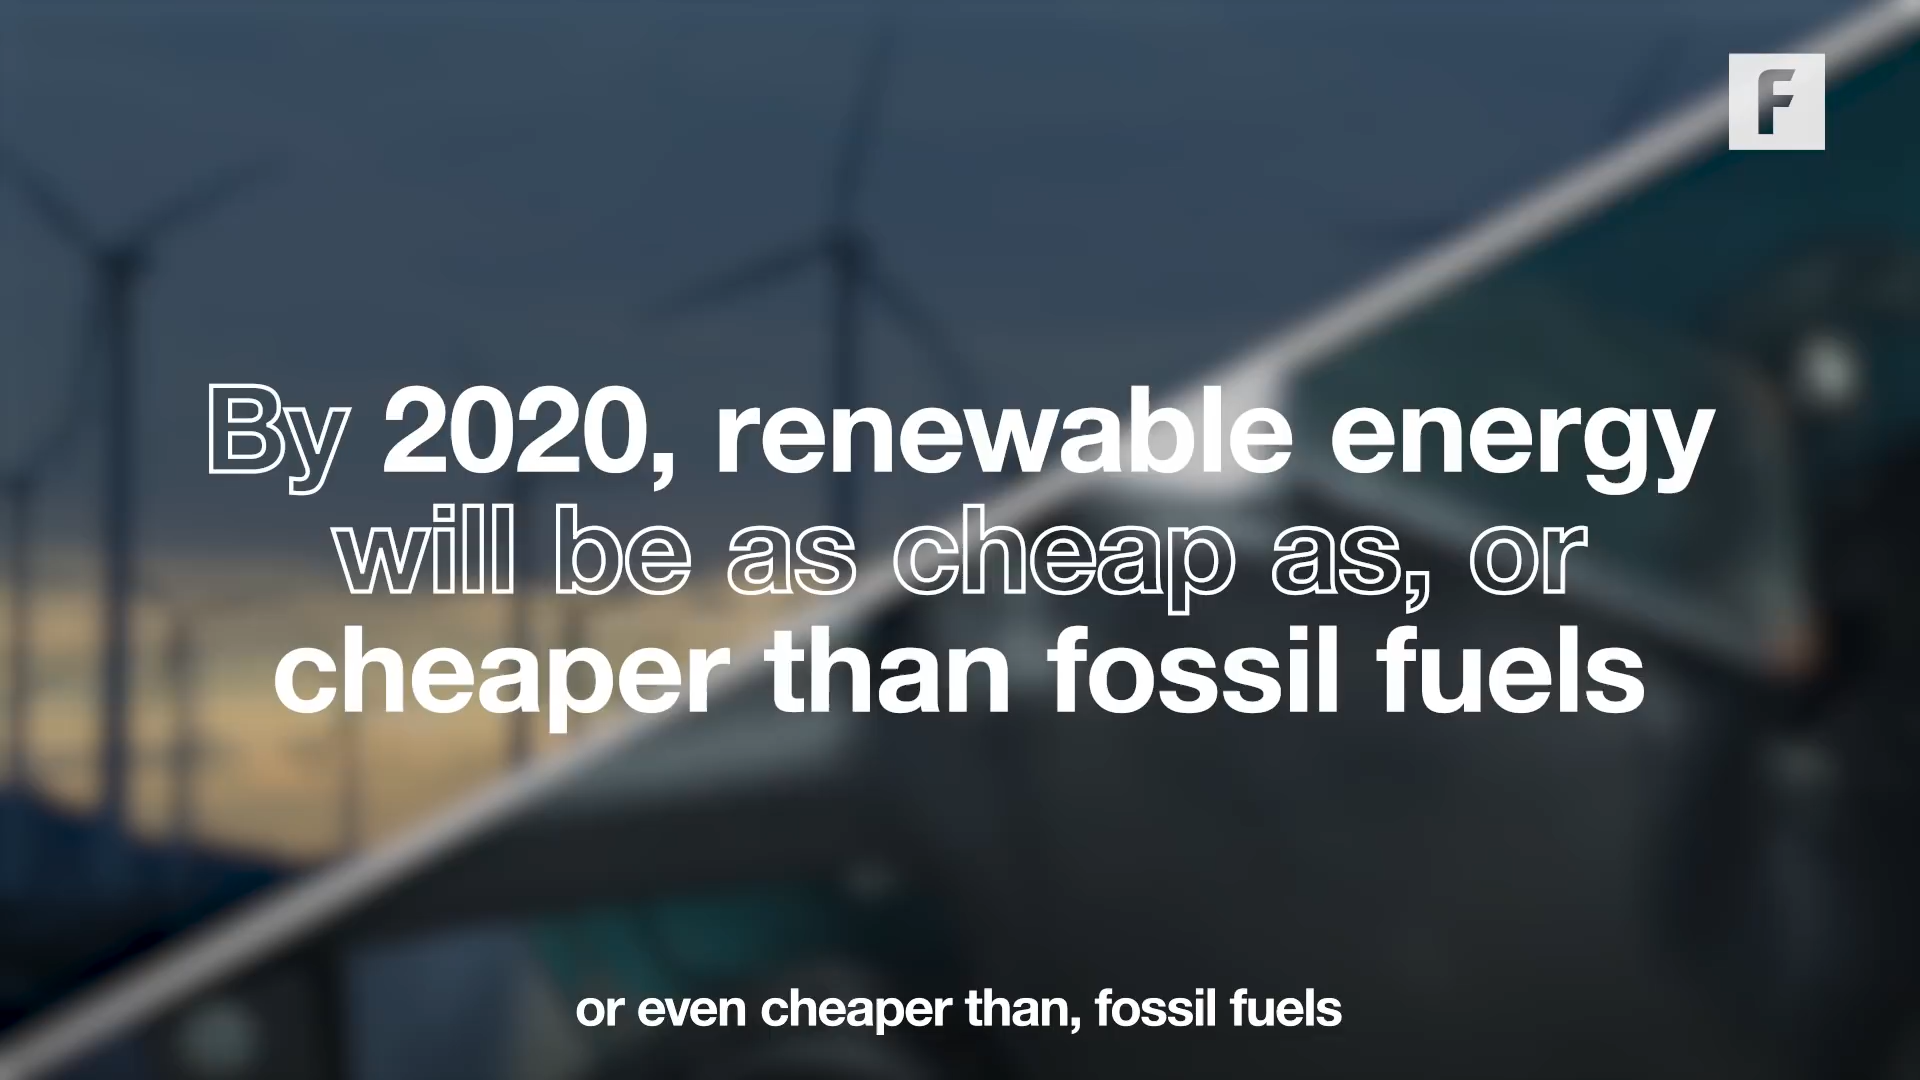 F
By 2020, renewable energy
will be as cheap as, or
cheaper than fossil fuels
or even cheaper than, fossil fuels